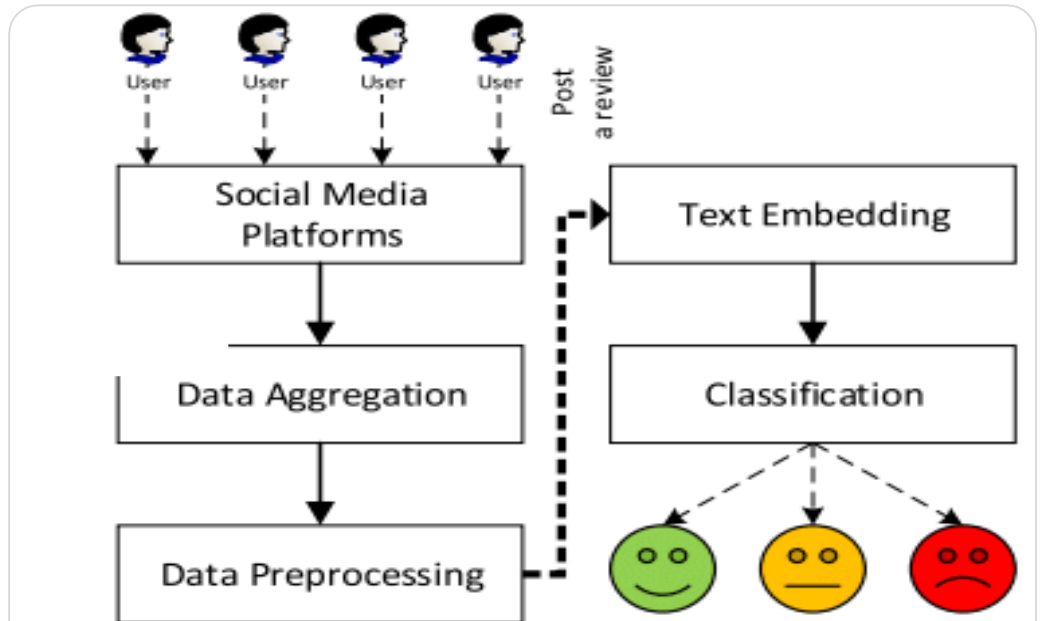 User
User
User
User
Post
a review
Social Media
Platforms
Data Aggregation
Data Preprocessing
Text Embedding
Classification